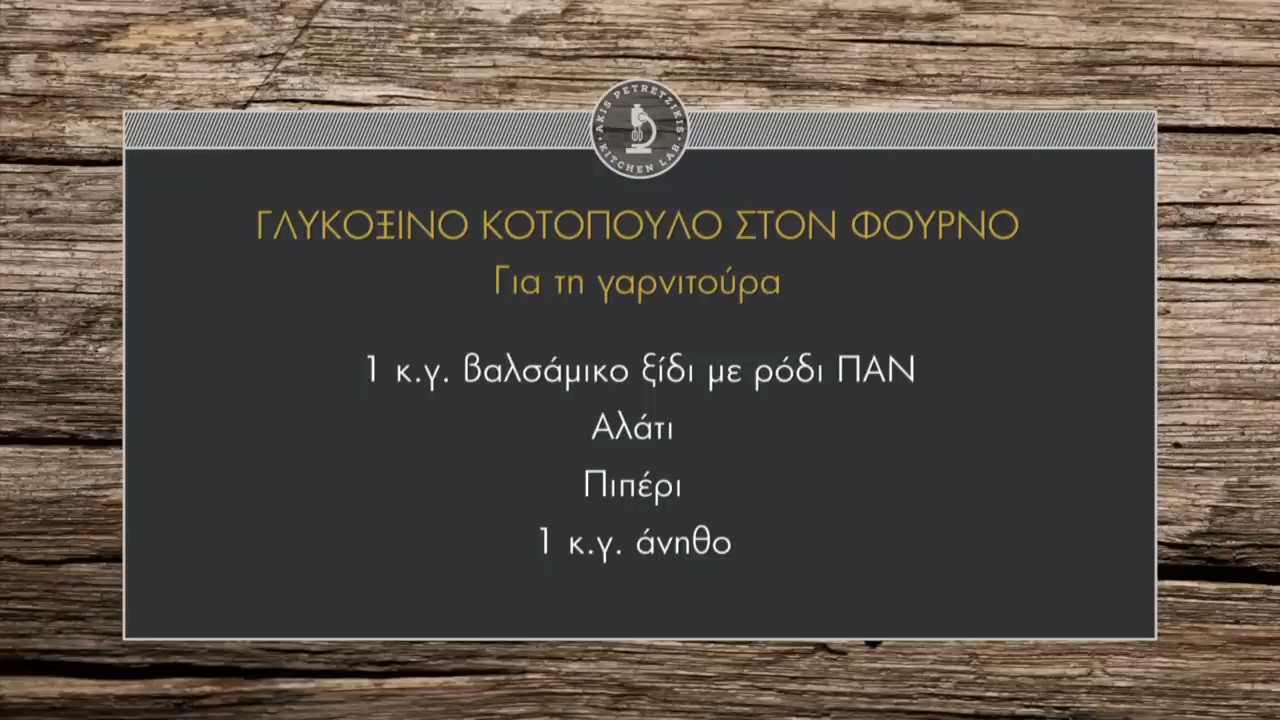 AKIS PETRETZIKIS
KITCHEN LAB
ΓΛΥΚΟΞΙΝΟ ΚΟΤΟΠΟΥΛΟ ΣΤΟΝ ΦΟΥΡΝΟ
Για τη γαρνιτούρα
1 κ.γ. βαλσάμικο ξίδι με ρόδι ΠΑΝ
Αλάτι
Πιπέρι
1 κ.γ. άνηθο